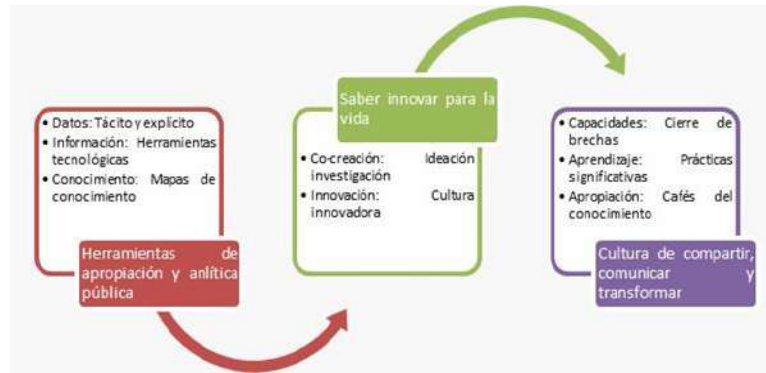 • Datos: Tácito y explícito
• Información: Herramientas
tecnológicas
• Conocimiento: Mapas de
conocimiento
Herramientas de
apropiación y anlítica
pública
Saber innovar para la
vida
• Co-creación: Ideación
investigación
• Innovación: Cultura
innovadora
• Capacidades: Cierre de
brechas
• Aprendizaje: Prácticas
significativas
• Apropiación: Cafés del
conocimiento
Cultura de compartir,
comunicar y
transformar